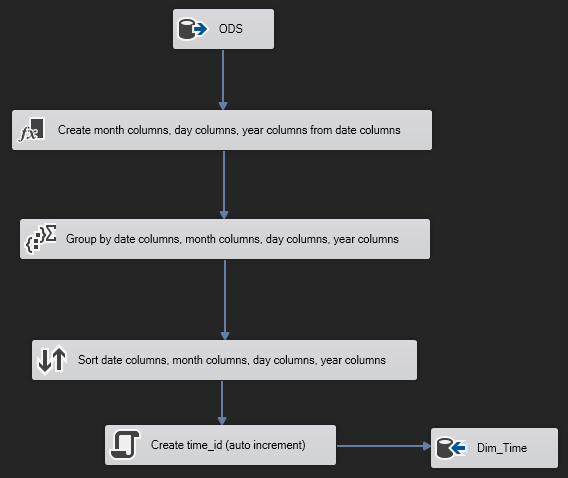 ODS
fx
Create month columns, day columns, year columns from date columns
Group by date columns, month columns, day columns, year columns
Sort date columns, month columns, day columns, year columns
Create time_id (auto increment)
Dim_Time